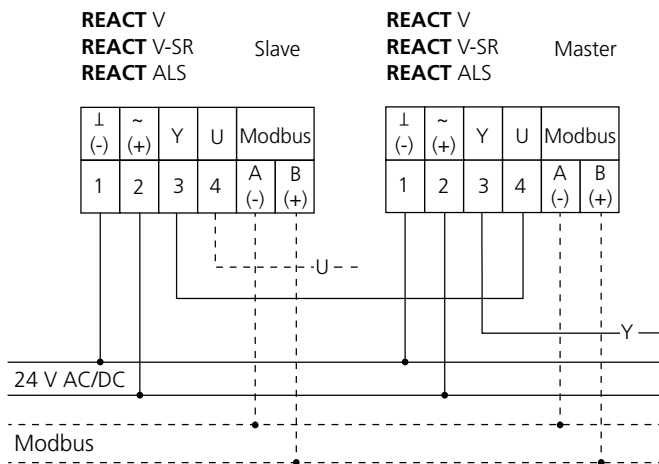 REACT V
REACT V-SR Slave
REACT ALS
REACT V
REACT V-SR Master
REACT ALS
⊥ (-) ~ (+) Y U Modbus
1 2 3 4 A (-) B (+)
⊥ (-) ~ (+) Y U Modbus
1 2 3 4 A (-) B (+)
U
Y
24 V AC/DC
Modbus